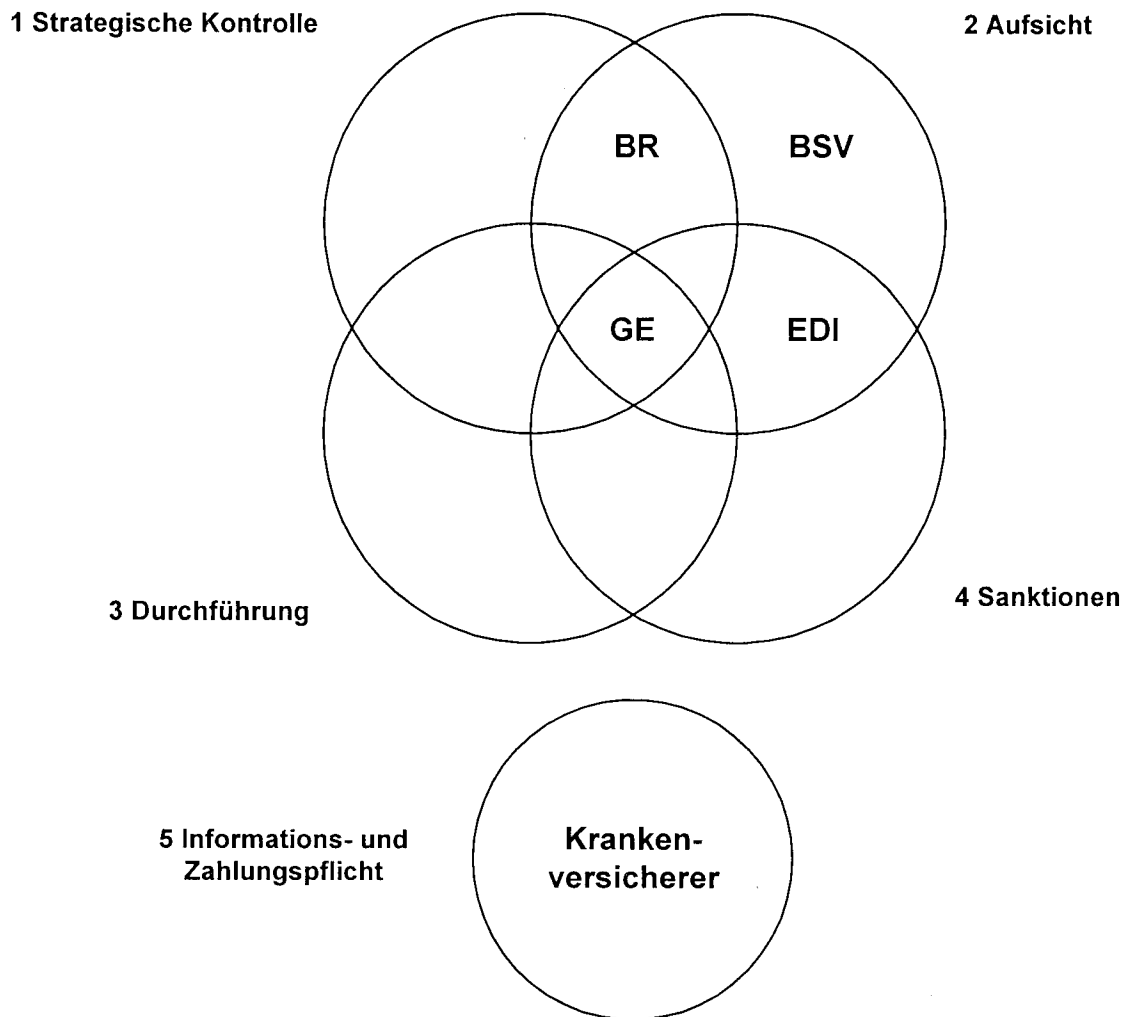 1 Strategische Kontrolle
2 Aufsicht
BR
BSV
GE
EDI
3 Durchführung
4 Sanktionen
5 Informations- und
Zahlungspflicht
Kranken-
versicherer